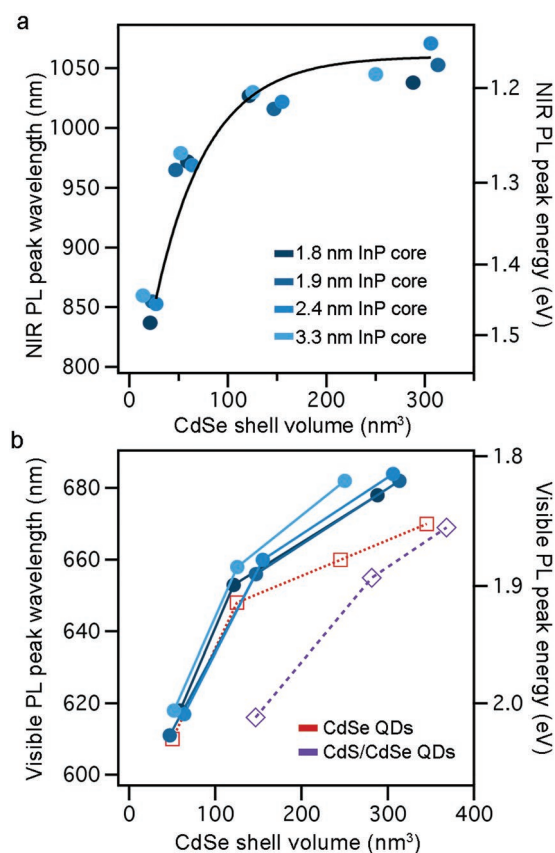 a
NIR PL peak wavelength (nm)
1050
1000
950
900
850
800
1.2
1.3
1.4
1.5
NIR PL peak energy (eV)
1.8 nm InP core
1.9 nm InP core
2.4 nm InP core
3.3 nm InP core
0
100
200
300
CdSe shell volume (nm³)
b
Visible PL peak wavelength (nm)
680
660
640
620
600
1.8
1.9
2.0
Visible PL peak energy (eV)
CdSe QDs
CdS/CdSe QDs
0
100
200
300
400
CdSe shell volume (nm³)